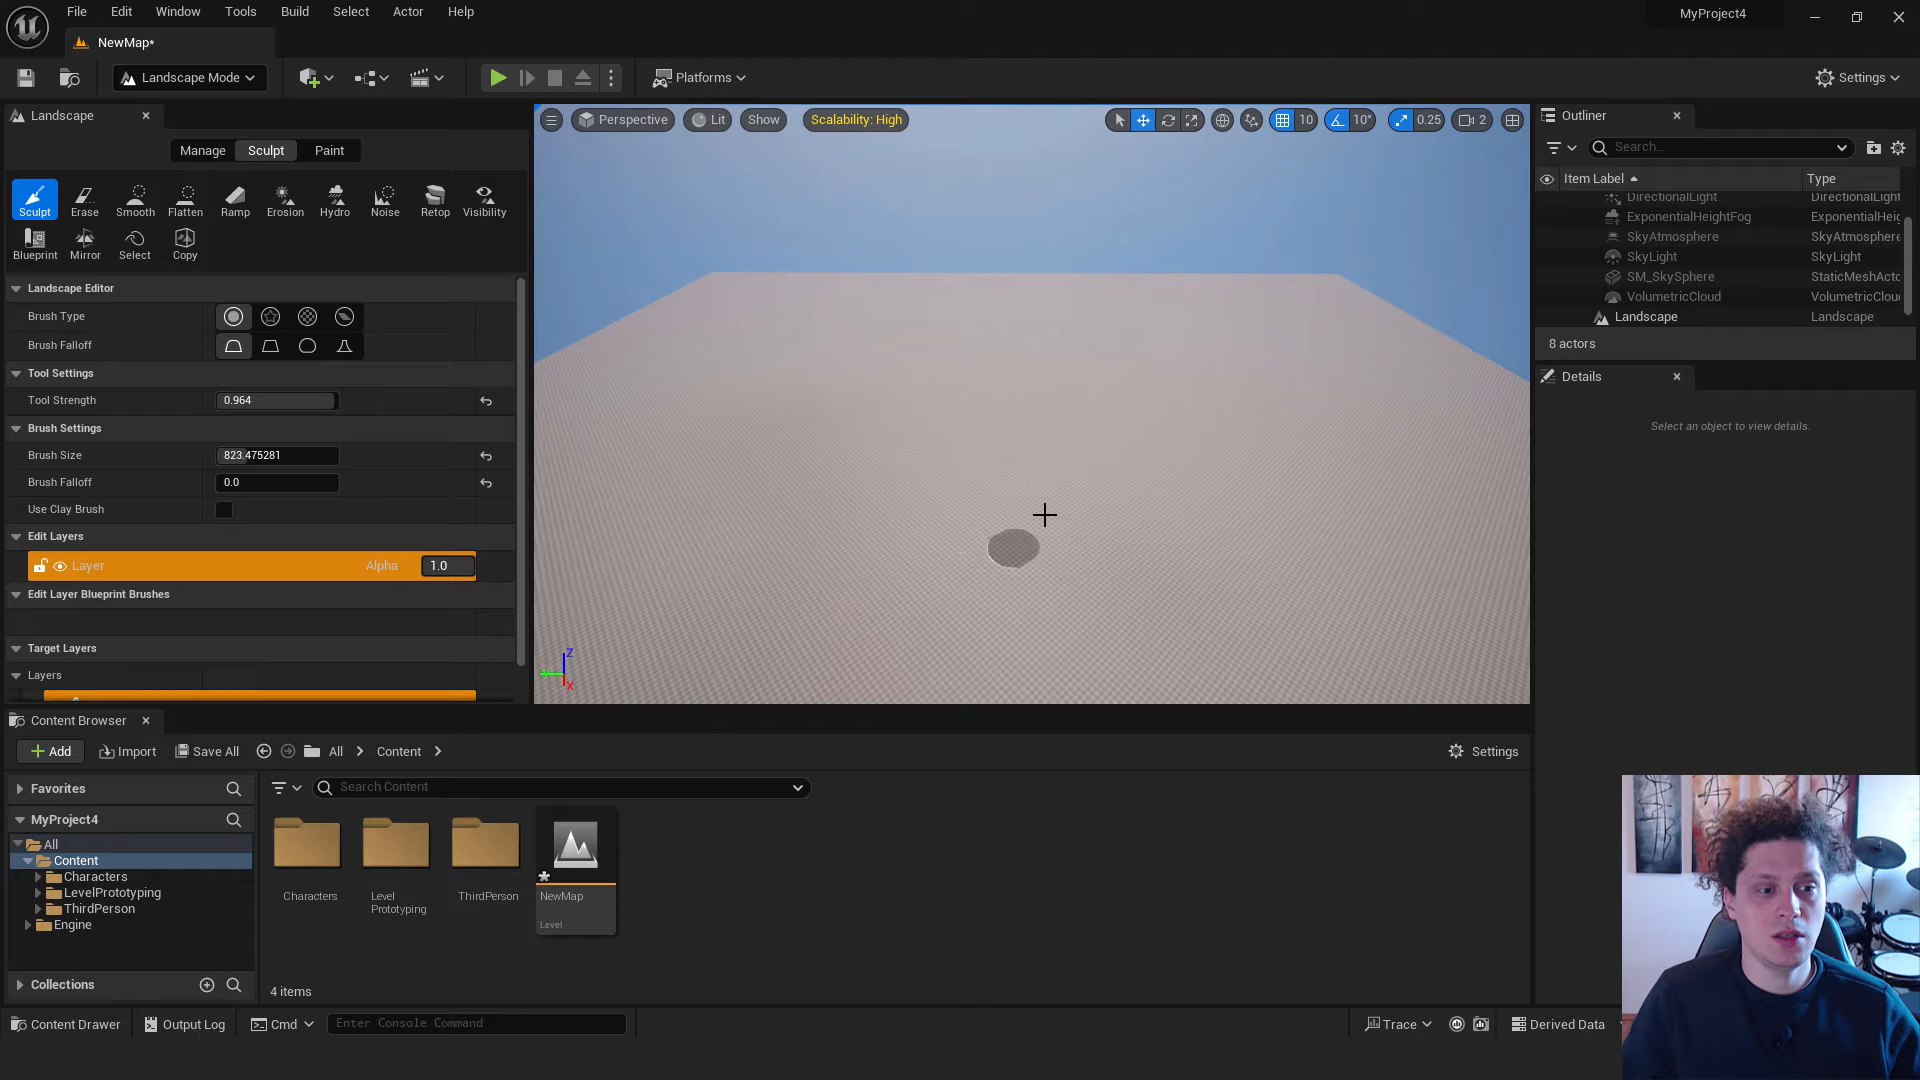 File Edit Window Tools Build Select Actor Help
MyProject4
NewMap*
Landscape Mode
Platforms
Settings
Landscape
Manage Sculpt Paint
Sculpt Erase Smooth Flatten Ramp Erosion Hydro Noise Retop Visibility
Blueprint Mirror Select Copy
Landscape Editor
Brush Type
Brush Falloff
Tool Settings
Tool Strength 0.964
Brush Settings
Brush Size 823.475281
Brush Falloff 0.0
Use Clay Brush
Edit Layers
Layer Alpha 1.0
Edit Layer Blueprint Brushes
Target Layers
Layers
Perspective Lit Show Scalability: High 10 10° 0.25 2
Z
X
Outliner
Search...
Item Label Type
DirectionalLight DirectionalLight
ExponentialHeightFog ExponentialHeig
SkyAtmosphere SkyAtmosphere
SkyLight SkyLight
SM_SkySphere StaticMeshActo
VolumetricCloud VolumetricClou
Landscape Landscape
8 actors
Details
Select an object to view details.
Content Browser
Add Import Save All All Content Settings
Favorites
Search Content
MyProject4
All
Content
Characters
LevelPrototyping
ThirdPerson
Engine
Collections
Characters
Level
Prototyping
ThirdPerson
NewMap
Level
4 items
Content Drawer Output Log Cmd Enter Console Command Trace Derived Data